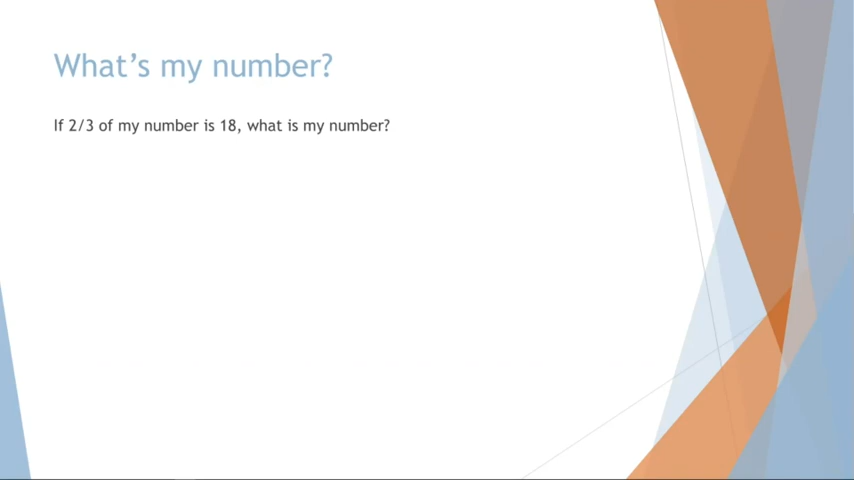 What’s my number?
If 2/3 of my number is 18, what is my number?